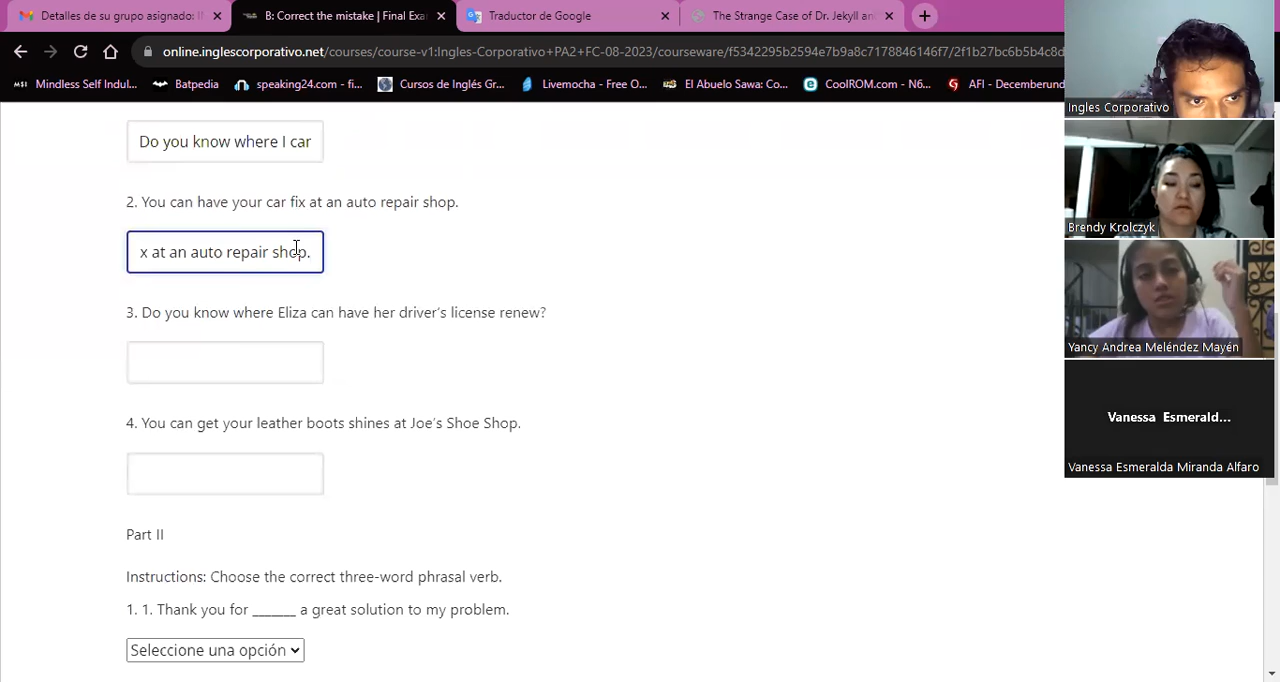 Detalles de su grupo asignado: I
B: Correct the mistake | Final Exa
Traductor de Google
The Strange Case of Dr. Jekyll an
online.inglescorporativo.net/courses/course-v1:Ingles-Corporativo+PA2+FC-08-2023/courseware/f5342295b2594e7b9a8c7178846146f7/2f1b27bc6b5b4c8d
Mindless Self Indul...
Batpedia
speaking24.com - fi...
Cursos de Inglés Gr...
Livemocha - Free O...
El Abuelo Sawa: Co...
CoolROM.com - N6...
AFI - Decemberund
Do you know where I car
2. You can have your car fix at an auto repair shop.
x at an auto repair shop.
3. Do you know where Eliza can have her driver's license renew?
4. You can get your leather boots shines at Joe's Shoe Shop.
Part II
Instructions: Choose the correct three-word phrasal verb.
1. 1. Thank you for ______ a great solution to my problem.
Seleccione una opción
Ingles Corporativo
Brendy Krolczyk
Yancy Andrea Meléndez Mayén
Vanessa Esmerald...
Vanessa Esmeralda Miranda Alfaro